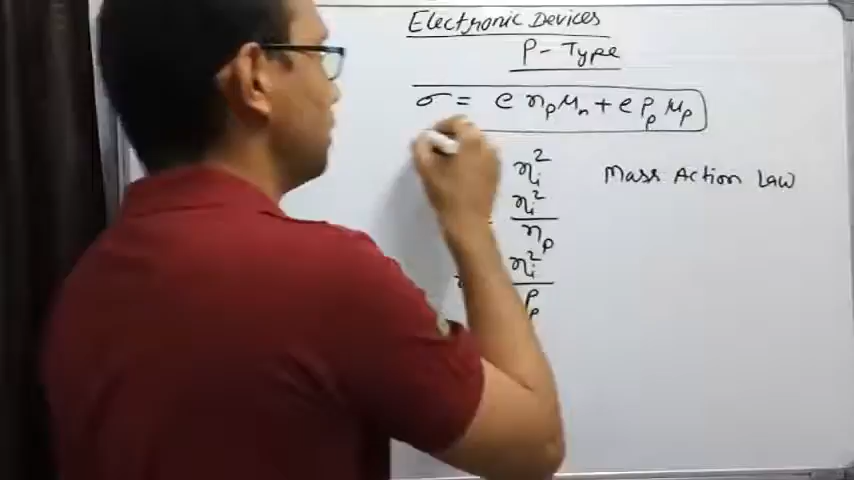 Electronic Devices
P-Type
σ = e n_p μ_n + e p_p μ_p
n_i^2 Mass Action Law
n_i^2
n_p
n_i^2
p_p